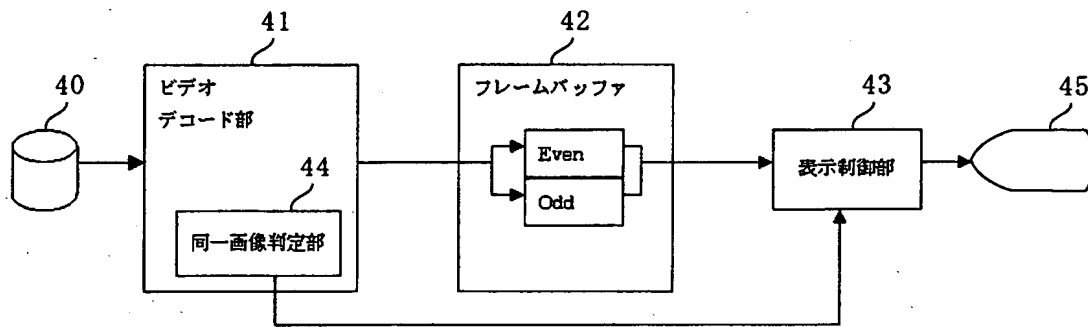 41
42
40
43
45
ビデオ
デコード部
44
同一画像判定部
フレームバッファ
Even
Odd
表示制御部